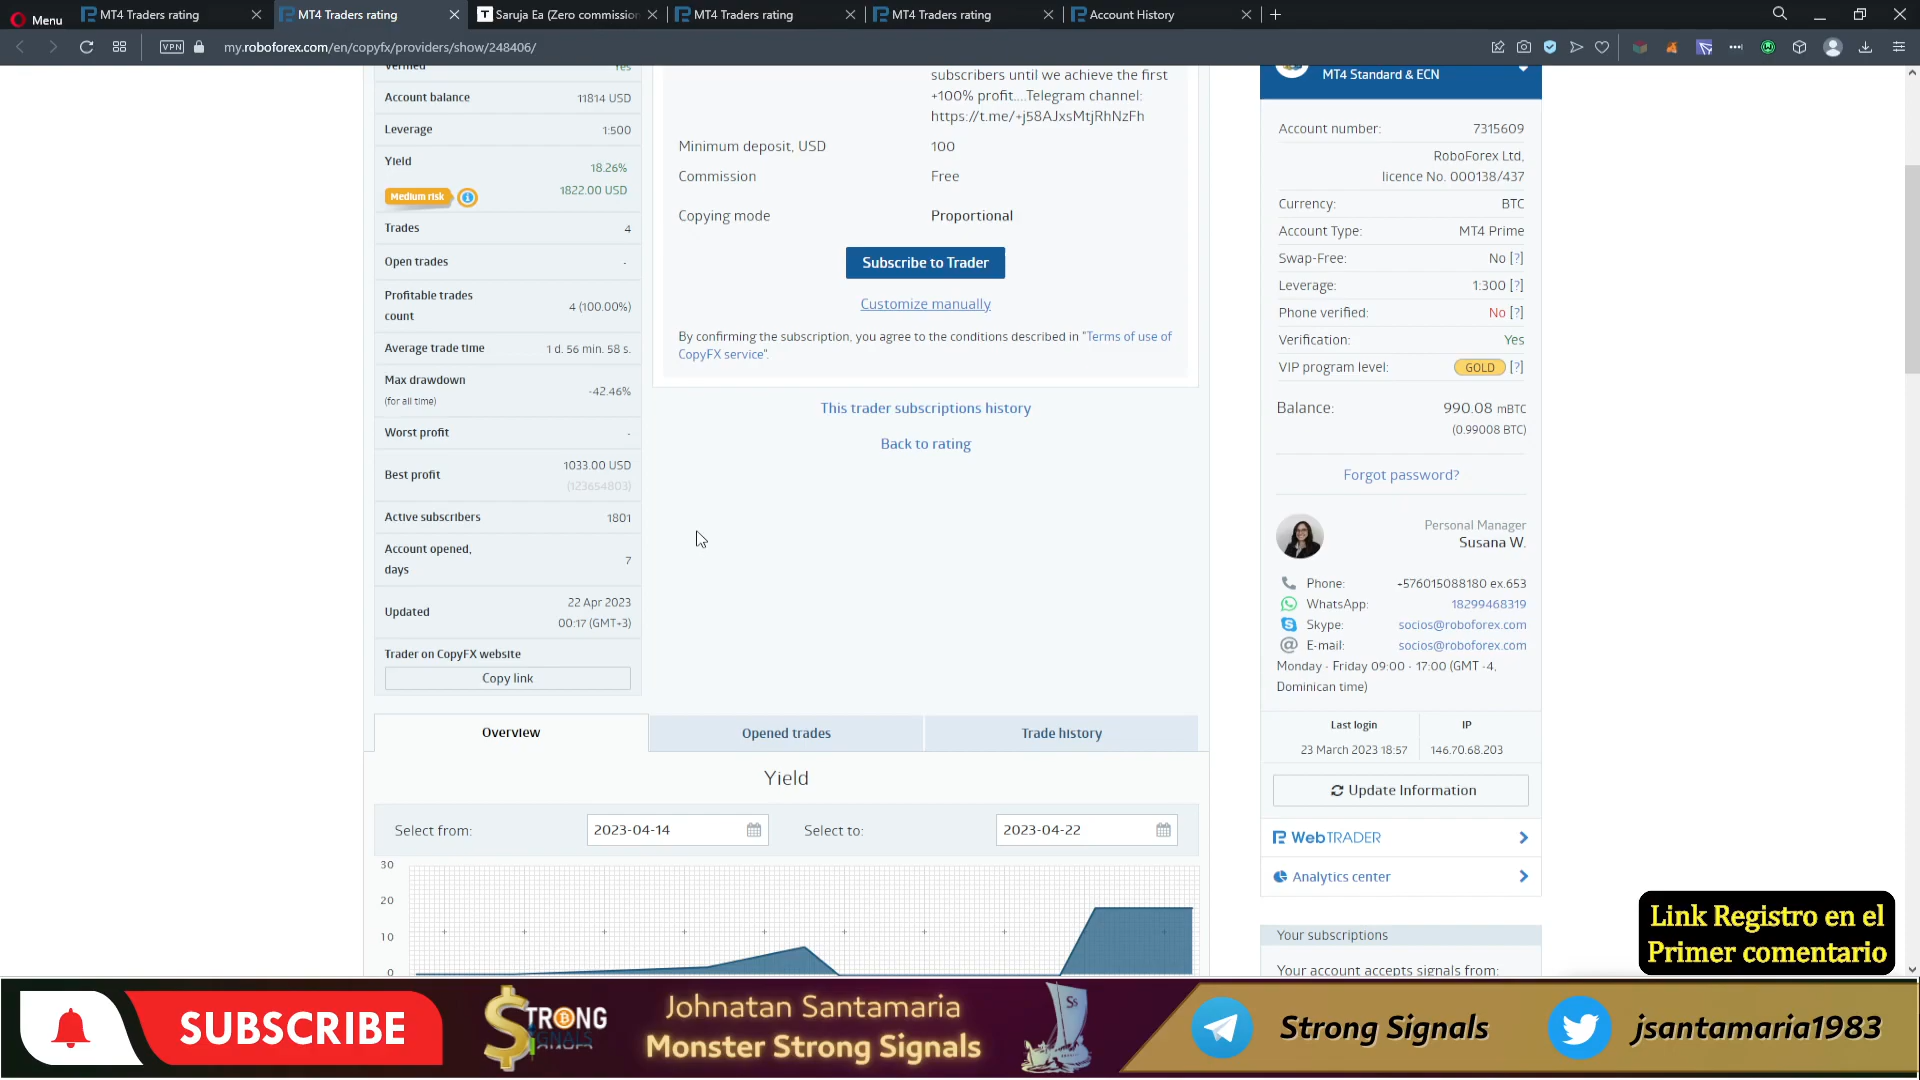 Menu
MT4 Traders rating
MT4 Traders rating
Saruja Ea (Zero commission
MT4 Traders rating
MT4 Traders rating
Account History
VPN
my.roboforex.com/en/copyfx/providers/show/248406/
Verified Yes
Account balance 11814 USD
Leverage 1:500
Yield 18.26%
1822.00 USD
Medium risk
Trades 4
Open trades -
Profitable trades
count
4 (100.00%)
Average trade time 1 d. 56 min. 58 s.
Max drawdown
(for all time)
-42.46%
Worst profit -
Best profit 1033.00 USD
(123654803)
Active subscribers 1801
Account opened,
days
7
Updated 22 Apr 2023
00:17 (GMT+3)
Trader on CopyFX website
Copy link
subscribers until we achieve the first
+100% profit....Telegram channel:
https://t.me/+j58AJxsMtjRhNzFh
Minimum deposit, USD 100
Commission Free
Copying mode Proportional
Subscribe to Trader
Customize manually
By confirming the subscription, you agree to the conditions described in "Terms of use of
CopyFX service".
This trader subscriptions history
Back to rating
Overview Opened trades Trade history
Yield
Select from: 2023-04-14 Select to: 2023-04-22
30
20
10
0
MT4 Standard & ECN
Account number: 7315609
RoboForex Ltd,
licence No. 000138/437
Currency: BTC
Account Type: MT4 Prime
Swap-Free: No [?]
Leverage: 1:300 [?]
Phone verified: No [?]
Verification: Yes
VIP program level: GOLD [?]
Balance: 990.08 mBTC
(0.99008 BTC)
Forgot password?
Personal Manager
Susana W.
Phone: +576015088180 ex.653
WhatsApp: 18299468319
Skype: socios@roboforex.com
E-mail: socios@roboforex.com
Monday - Friday 09:00 - 17:00 (GMT -4,
Dominican time)
Last login IP
23 March 2023 18:57 146.70.68.203
Update Information
WebTRADER
Analytics center
Your subscriptions
Your account accepts signals from:
Link Registro en el
Primer comentario
SUBSCRIBE
STRONG
SIGNALS
Johnatan Santamaria
Monster Strong Signals
Ss
Strong Signals
jsantamaria1983